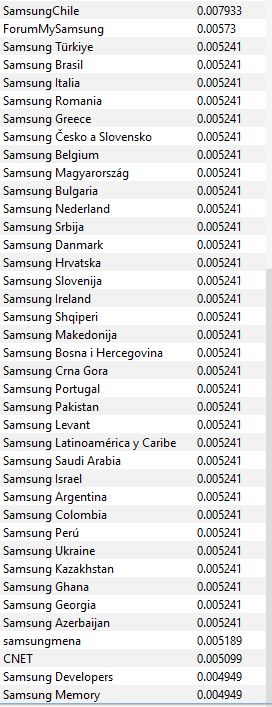 SamsungChile 0.007933
ForumMySamsung 0.00573
Samsung Türkiye 0.005241
Samsung Brasil 0.005241
Samsung Italia 0.005241
Samsung Romania 0.005241
Samsung Greece 0.005241
Samsung Česko a Slovensko 0.005241
Samsung Belgium 0.005241
Samsung Magyarország 0.005241
Samsung Bulgaria 0.005241
Samsung Nederland 0.005241
Samsung Srbija 0.005241
Samsung Danmark 0.005241
Samsung Hrvatska 0.005241
Samsung Slovenija 0.005241
Samsung Ireland 0.005241
Samsung Shqiperi 0.005241
Samsung Makedonija 0.005241
Samsung Bosna i Hercegovina 0.005241
Samsung Crna Gora 0.005241
Samsung Portugal 0.005241
Samsung Pakistan 0.005241
Samsung Levant 0.005241
Samsung Latinoamérica y Caribe 0.005241
Samsung Saudi Arabia 0.005241
Samsung Israel 0.005241
Samsung Argentina 0.005241
Samsung Colombia 0.005241
Samsung Perú 0.005241
Samsung Ukraine 0.005241
Samsung Kazakhstan 0.005241
Samsung Ghana 0.005241
Samsung Georgia 0.005241
Samsung Azerbaijan 0.005241
samsungmena 0.005189
CNET 0.005099
Samsung Developers 0.004949
Samsung Memory 0.004949